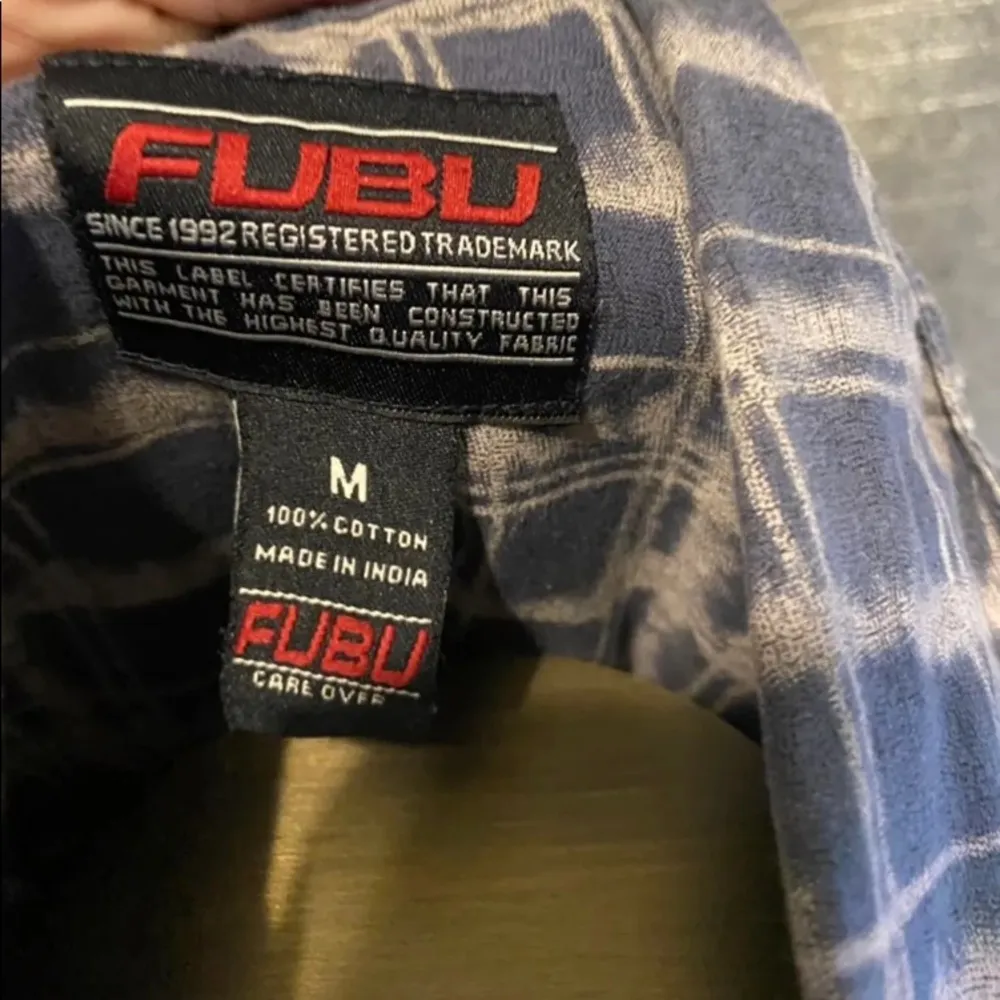 FUBU
SINCE 1992 REGISTERED TRADEMARK
THIS LABEL CERTIFIES THAT THIS
GARMENT HAS BEEN CONSTRUCTED
WITH THE HIGHEST QUALITY FABRIC
M
100% COTTON
MADE IN INDIA
FUBU
CARE OVER